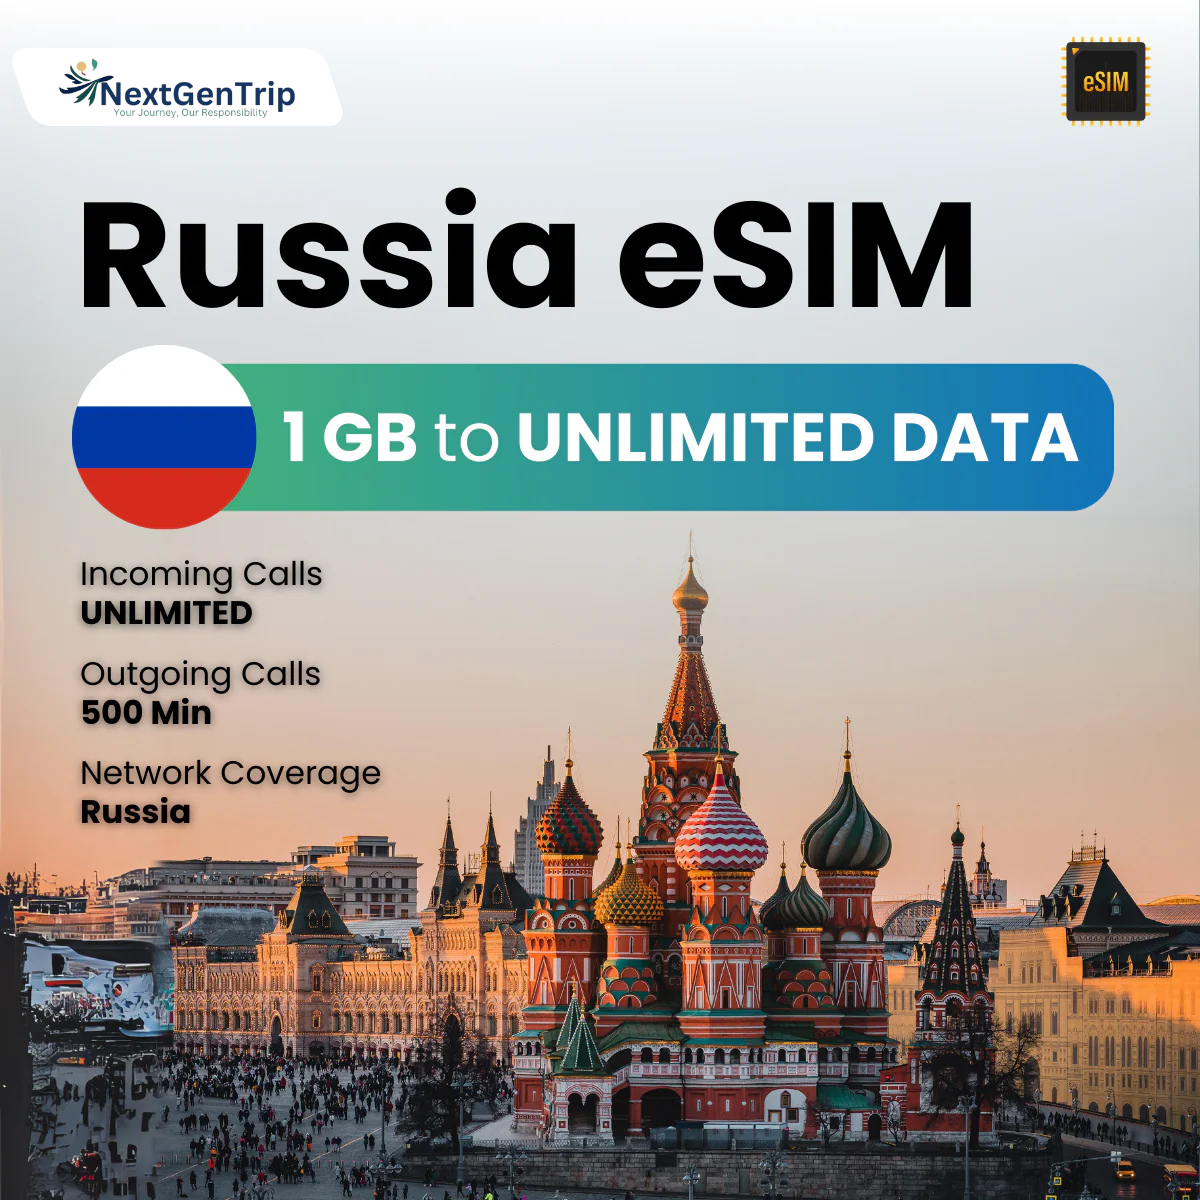 NextGenTrip
Your Journey, Our Responsibility
eSIM
Russia eSIM
1 GB to UNLIMITED DATA
Incoming Calls
UNLIMITED
Outgoing Calls
500 Min
Network Coverage
Russia